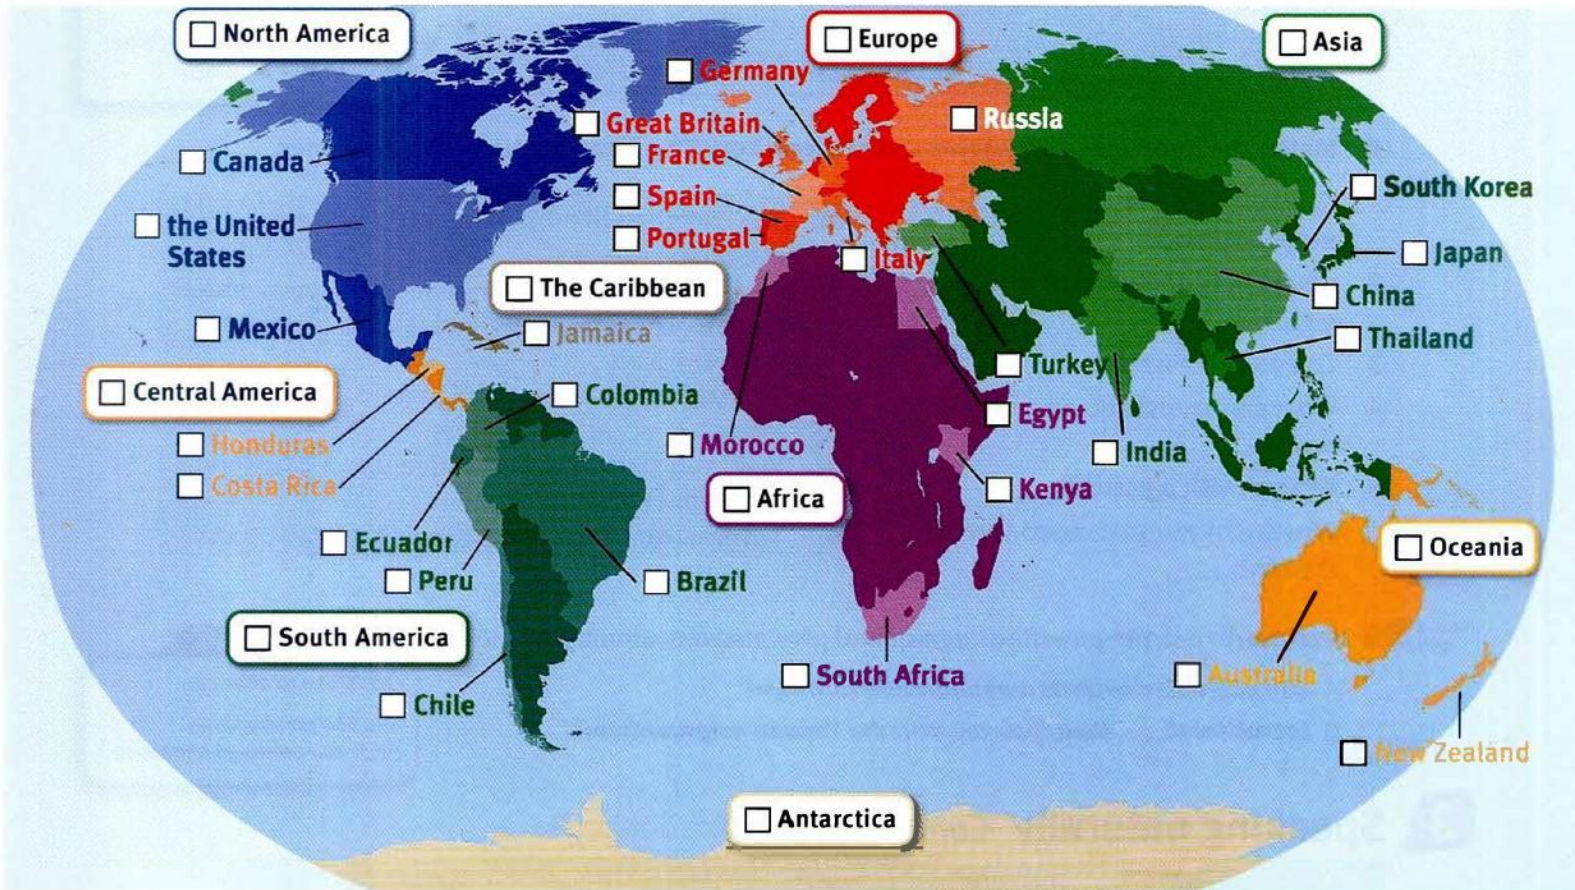 North America
Europe
Asia
Germany
Great Britain
Russia
France
Canada
Spain
South Korea
the United
States
Portugal
Italy
Japan
The Caribbean
China
Mexico
Jamaica
Thailand
Turkey
Central America
Colombia
Egypt
Honduras
Morocco
India
Costa Rica
Africa
Kenya
Ecuador
Oceania
Peru
Brazil
South America
South Africa
Australia
Chile
New Zealand
Antarctica